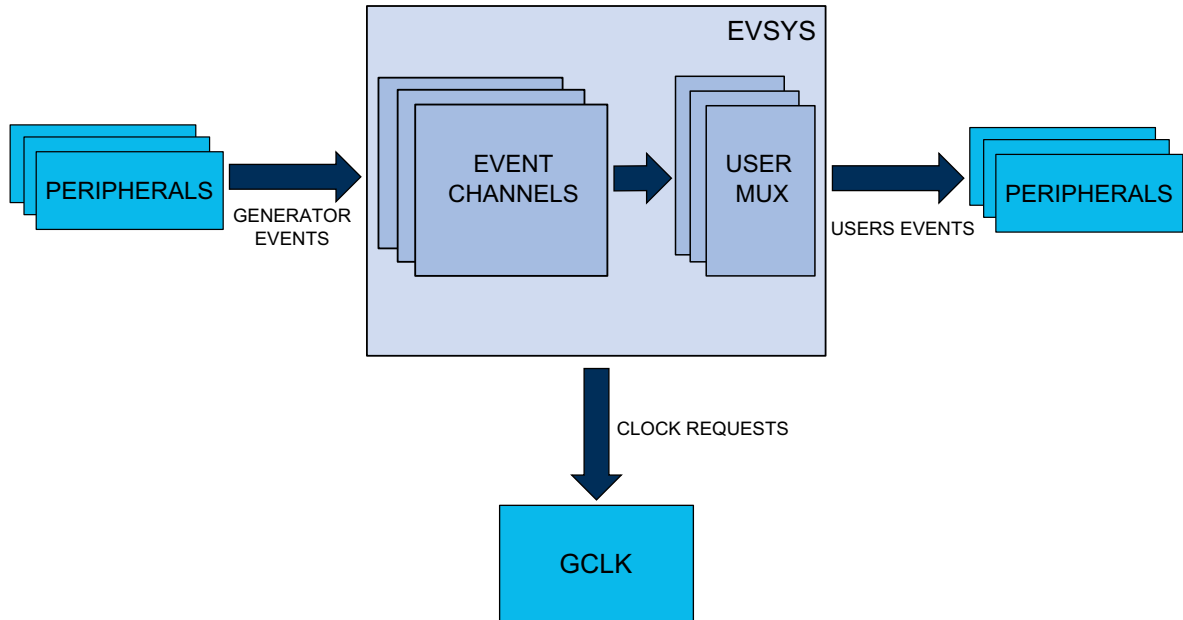 EVSYS
PERIPHERALS
GENERATOR
EVENTS
EVENT
CHANNELS
USER
MUX
USERS EVENTS
PERIPHERALS
CLOCK REQUESTS
GCLK